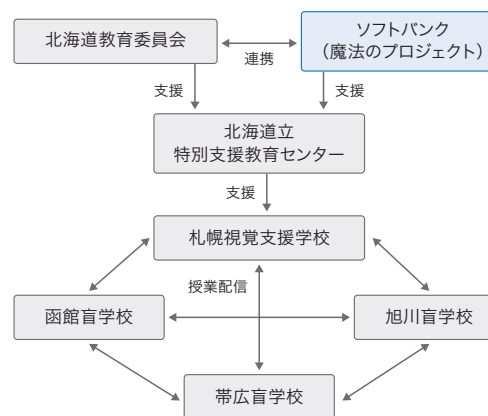 北海道教育委員会
ソフトバンク
（魔法のプロジェクト）
連携
支援
支援
北海道立
特別支援教育センター
支援
札幌視覚支援学校
授業配信
函館盲学校
旭川盲学校
帯広盲学校